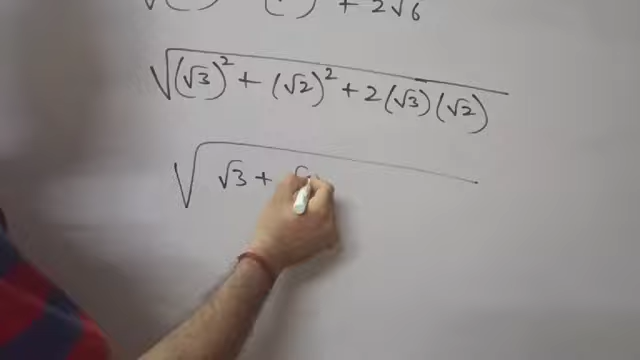 + 2√6
√(√3)² + (√2)² + 2(√3)(√2)
√ √3 + √